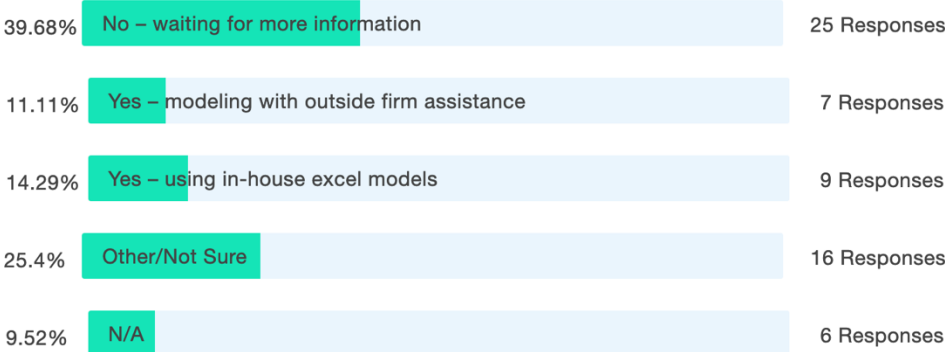 39.68% No – waiting for more information 25 Responses
11.11% Yes – modeling with outside firm assistance 7 Responses
14.29% Yes – using in-house excel models 9 Responses
25.4% Other/Not Sure 16 Responses
9.52% N/A 6 Responses